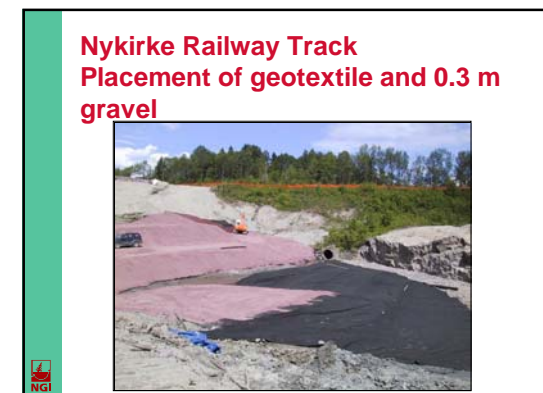 Nykirke Railway Track
Placement of geotextile and 0.3 m
gravel
NGI